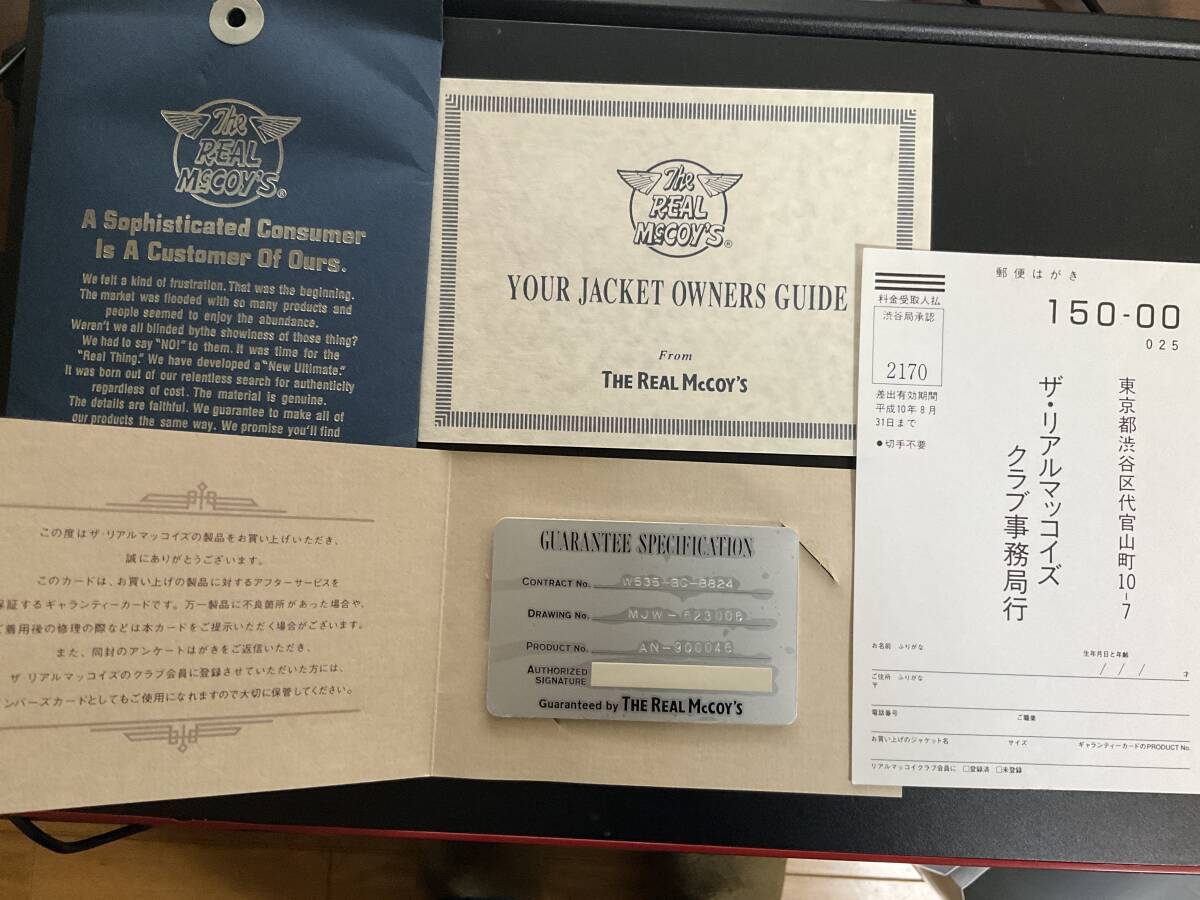 The
REAL
McCOY'S®
A Sophisticated Consumer
Is A Customer Of Ours.
We felt a kind of frustration. That was the beginning.
The market was flooded with so many products and
people seemed to enjoy the abundance.
Weren't we all blinded bythe showiness of those thing?
We had to say "NO!" to them. It was time for the
"Real Thing." We have developed a "New Ultimate."
It was born out of our relentless search for authenticity
regardless of cost. The material is genuine.
The details are faithful. We guarantee to make all of
our products the same way. We promise you'll find
The
REAL
McCOY'S®
YOUR JACKET OWNERS GUIDE
From
THE REAL McCOY'S
郵便はがき
料金受取人払
渋谷局承認
2170
差出有効期間
平成10年8月
31日まで
●切手不要
150-00
025
東京都渋谷区代官山町10-7
ザ・リアルマッコイズ
クラブ事務局行
お名前 ふりがな
生年月日と年齢
/ / / 才
ご住所 ふりがな
〒
電話番号
ご職業
お買い上げのジャケット名
サイズ
ギャランティーカードのPRODUCT No.
リアルマッコイクラブ会員に □登録済 □未登録
この度はザ・リアルマッコイズの製品をお買い上げいただき、
誠にありがとうございます。
このカードは、お買い上げの製品に対するアフターサービスを
保証するギャランティーカードです。万一製品に不良箇所があった場合や、
ご着用後の修理の際などは本カードをご提示いただく場合がございます。
また、同封のアンケートはがきをご返信いただき、
ザ・リアルマッコイズのクラブ会員に登録させていただいた方には、
ンバーズカードとしてもご使用になれますので大切に保管してください。
GUARANTEE SPECIFICATION
CONTRACT No. W535-BC-8824
DRAWING No. MJW-623006
PRODUCT No. AN-900046
AUTHORIZED
SIGNATURE
Guaranteed by THE REAL McCOY'S